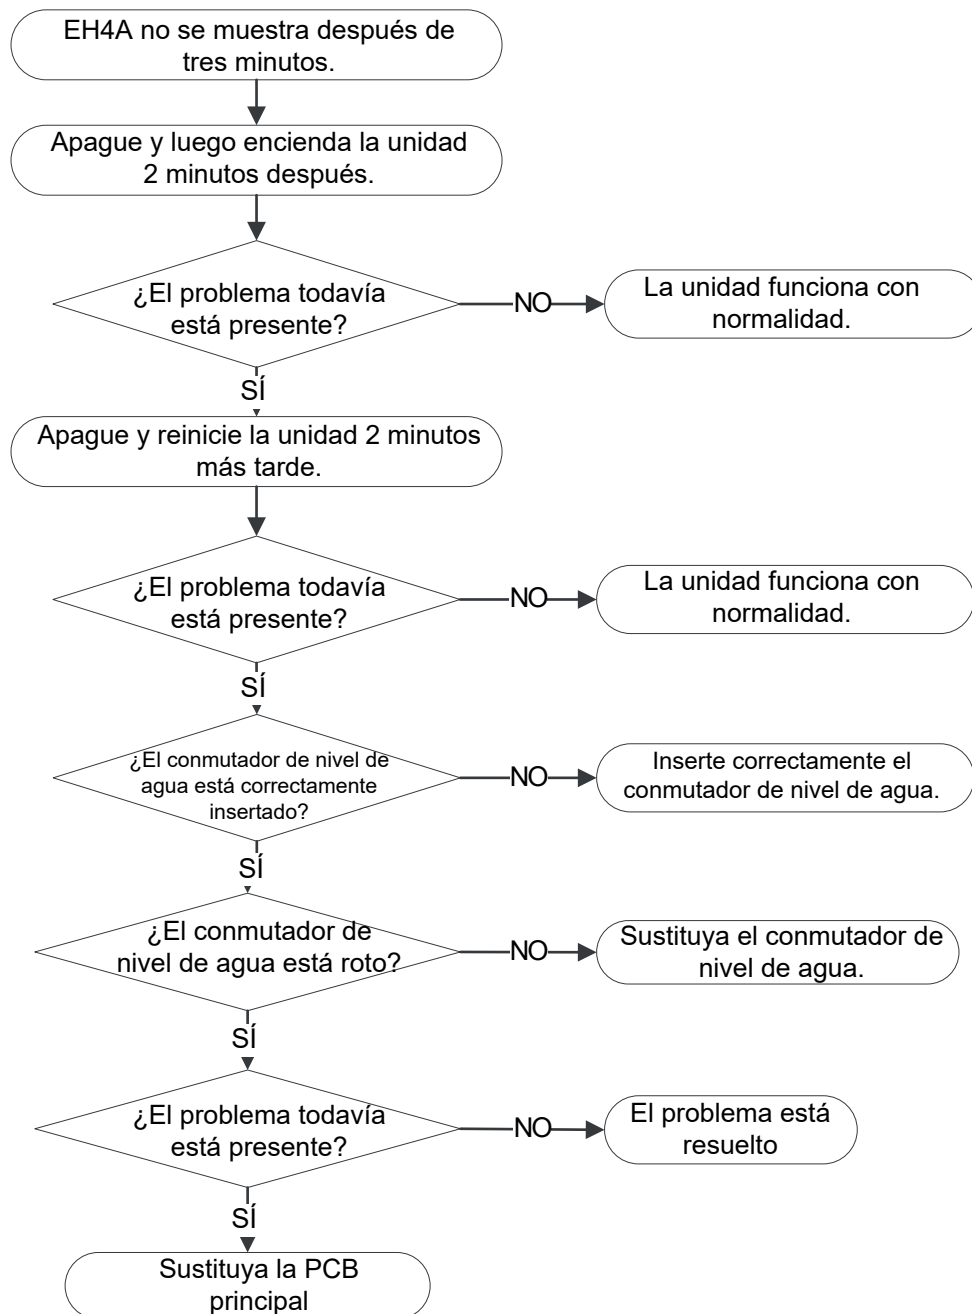 EH4A no se muestra después de
tres minutos.
Apague y luego encienda la unidad
2 minutos después.
¿El problema todavía
está presente?
NO
La unidad funciona con
normalidad.
SÍ
Apague y reinicie la unidad 2 minutos
más tarde.
¿El problema todavía
está presente?
NO
La unidad funciona con
normalidad.
SÍ
¿El conmutador de nivel de
agua está correctamente
insertado?
NO
Inserte correctamente el
conmutador de nivel de agua.
SÍ
¿El conmutador de
nivel de agua está roto?
NO
Sustituya el conmutador de
nivel de agua.
SÍ
¿El problema todavía
está presente?
NO
El problema está
resuelto
SÍ
Sustituya la PCB
principal